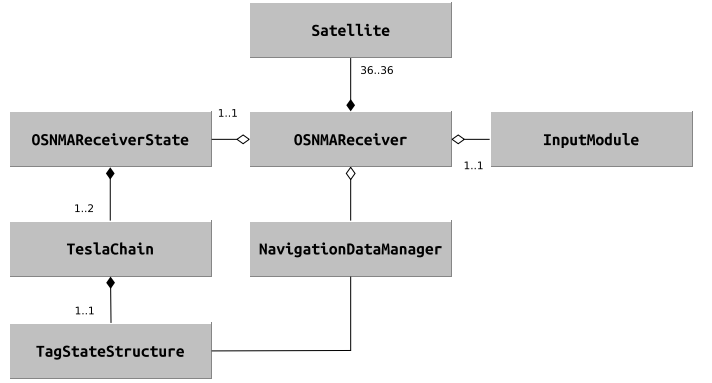 Satellite
36..36
1..1
OSNMAReceiverState
OSNMAReceiver
InputModule
1..1
1..2
TeslaChain
NavigationDataManager
1..1
TagStateStructure